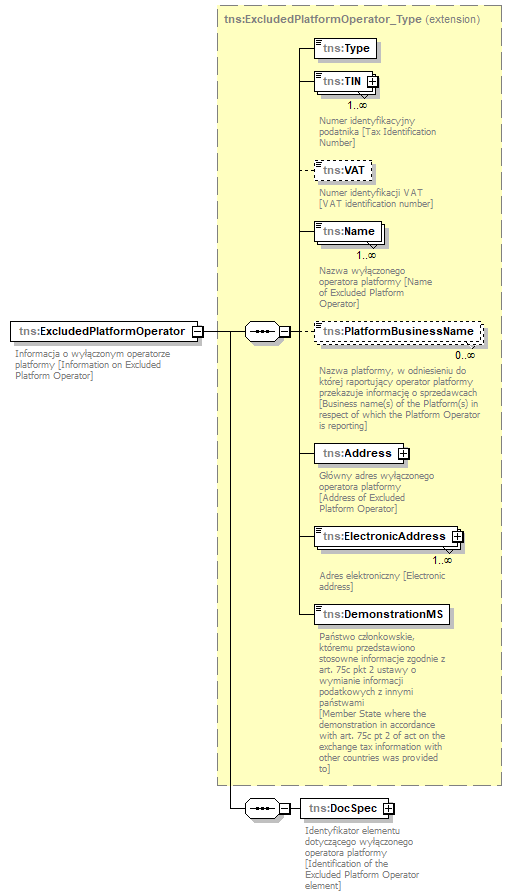 tns:ExcludedPlatformOperator_Type (extension)
tns:Type
tns:TIN
1..∞
Numer identyfikacyjny
podatnika [Tax Identification
Number]
tns:VAT
Numer identyfikacji VAT
[VAT identification number]
tns:Name
1..∞
Nazwa wyłączonego
operatora platformy [Name
of Excluded Platform
Operator]
tns:ExcludedPlatformOperator
Informacja o wyłączonym operatorze
platformy [Information on Excluded
Platform Operator]
tns:PlatformBusinessName
0..∞
Nazwa platformy, w odniesieniu do
której raportujący operator platformy
przekazuje informację o sprzedawcach
[Business name(s) of the Platform(s) in
respect of which the Platform Operator
is reporting]
tns:Address
Główny adres wyłączonego
operatora platformy
[Address of Excluded
Platform Operator]
tns:ElectronicAddress
1..∞
Adres elektroniczny [Electronic
address]
tns:DemonstrationMS
Państwo członkowskie,
któremu przedstawiono
stosowne informacje zgodnie z
art. 75c pkt 2 ustawy o
wymianie informacji
podatkowych z innymi
państwami
[Member State where the
demonstration in accordance
with art. 75c pt 2 of act on the
exchange tax information with
other countries was provided
to]
tns:DocSpec
Identyfikator elementu
dotyczącego wyłączonego
operatora platformy
[Identification of the
Excluded Platform Operator
element]